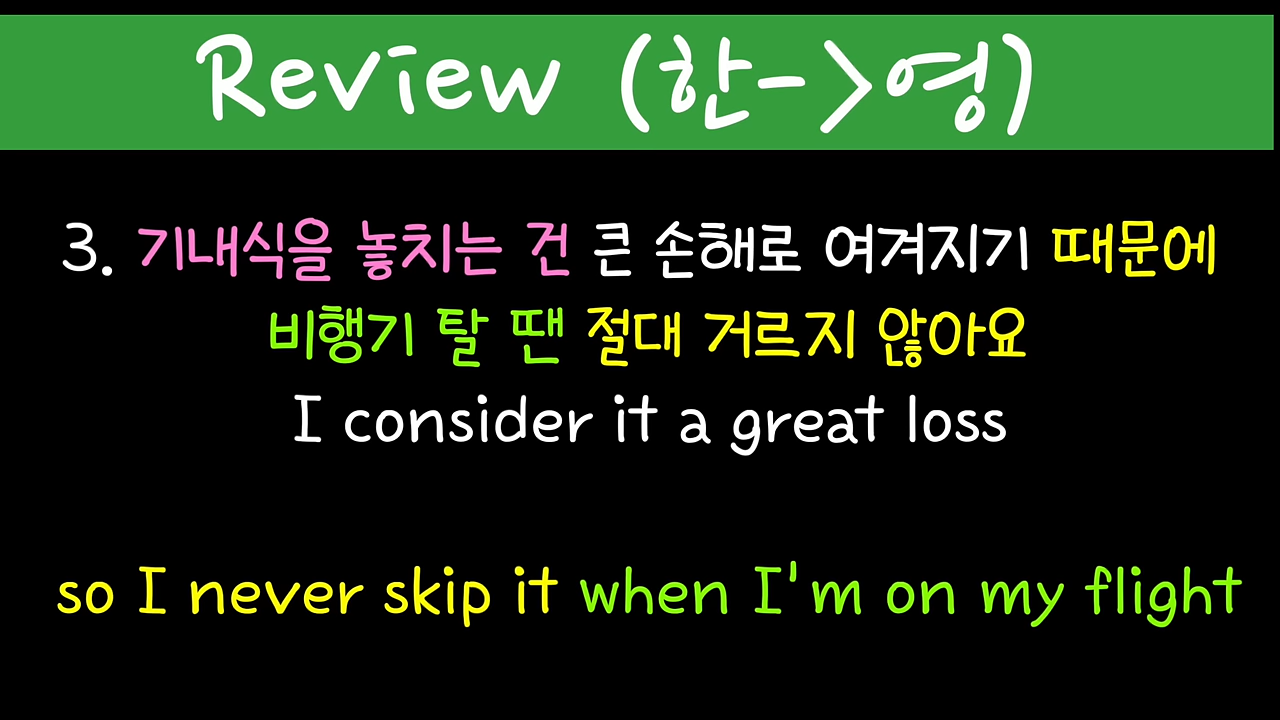 Review (한->영)
3. 기내식을 놓치는 건 큰 손해로 여겨지기 때문에
비행기 탈 땐 절대 거르지 않아요
I consider it a great loss
so I never skip it when I'm on my flight